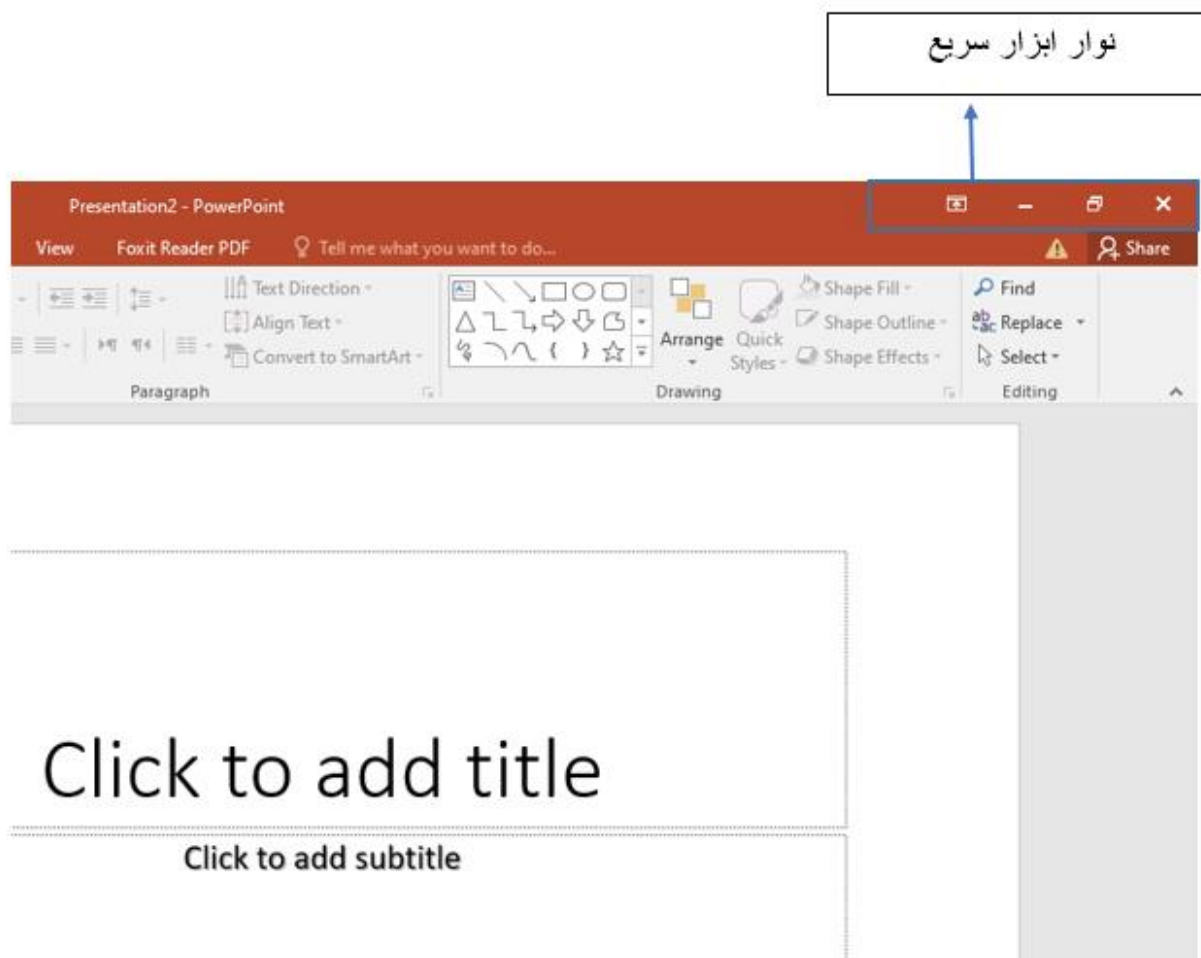 نوار ابزار سریع
Presentation2 - PowerPoint
View Foxit Reader PDF Tell me what you want to do... Share
Text Direction Shape Fill Find
Align Text Arrange Quick Styles Shape Outline Replace
Convert to SmartArt Shape Effects Select
Paragraph Drawing Editing
Click to add title
Click to add subtitle